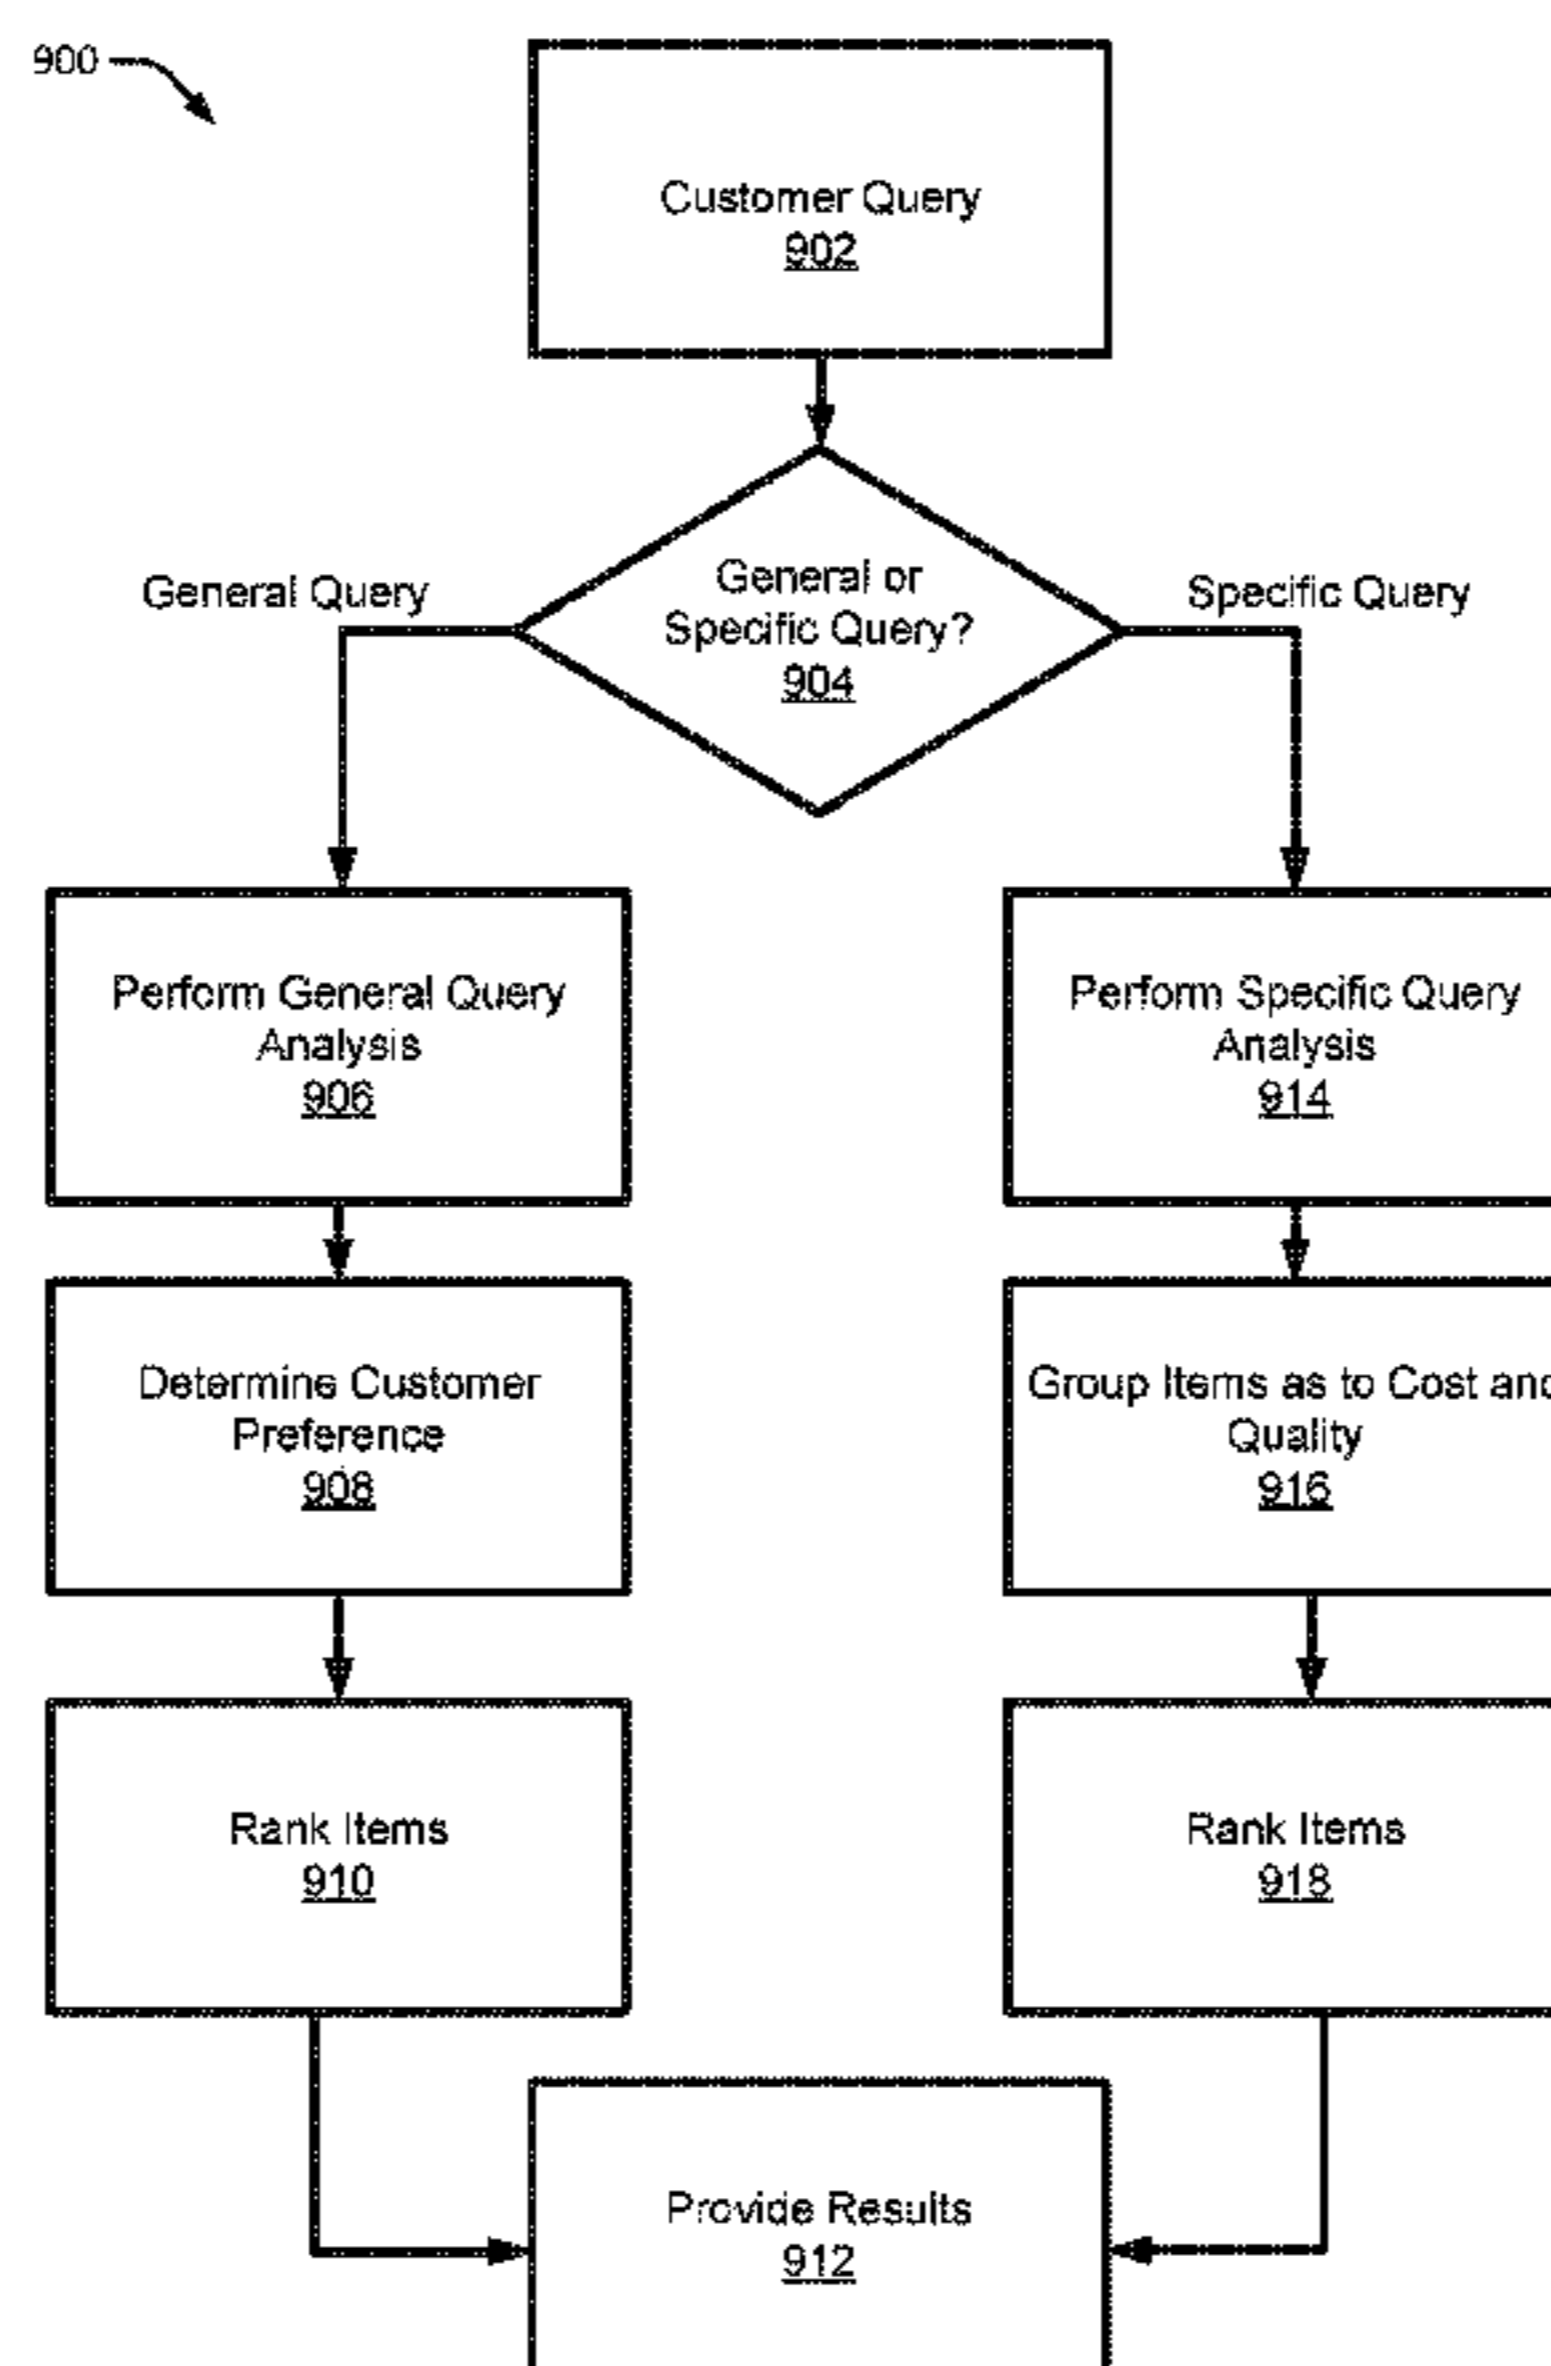 900
Customer Query
902
General or
Specific Query?
904
General Query
Specific Query
Perform General Query
Analysis
906
Perform Specific Query
Analysis
914
Determine Customer
Preference
908
Group Items as to Cost and
Quality
916
Rank Items
910
Rank Items
918
Provide Results
912